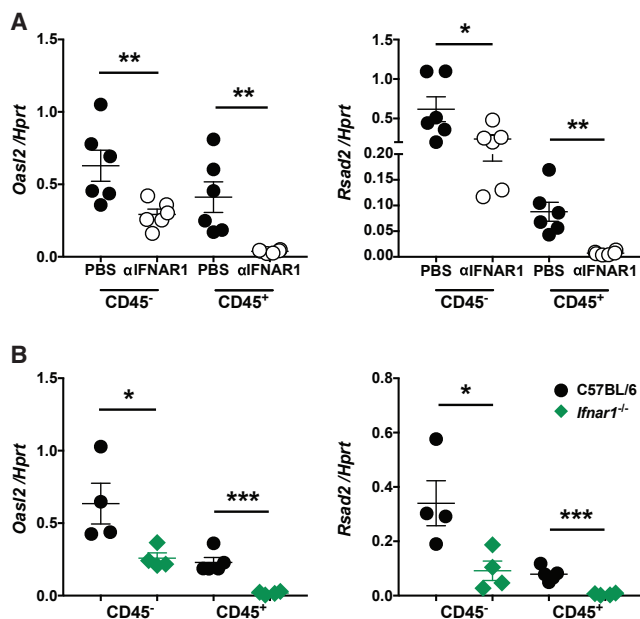 A
Oasl2/Hprt
1.5
1.0
0.5
0.0
**
**
PBS αIFNAR1 PBS αIFNAR1
CD45- CD45+
Rsad2/Hprt
1.5
1.0
0.5
0.20
0.15
0.10
0.05
0.00
*
**
PBS αIFNAR1 PBS αIFNAR1
CD45- CD45+
B
Oasl2/Hprt
1.5
1.0
0.5
0.0
*
***
CD45- CD45+
Rsad2/Hprt
0.8
0.6
0.4
0.2
0.0
*
***
CD45- CD45+
C57BL/6
Ifnar1-/-